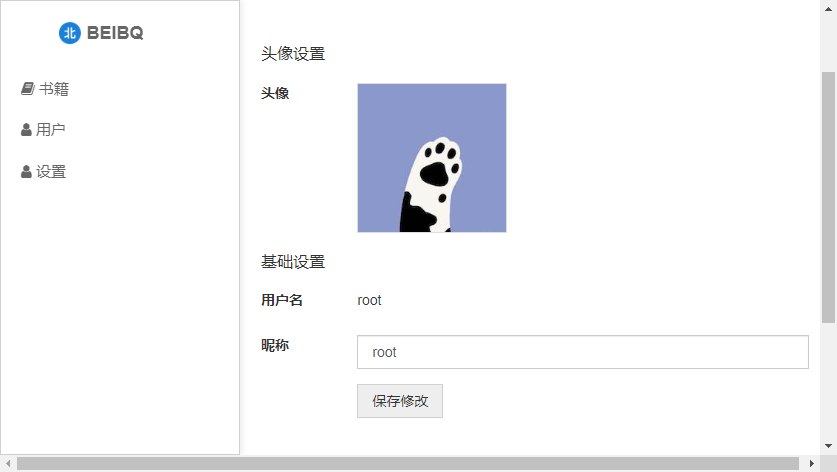 北 BEIBQ
书籍
用户
设置
头像设置
头像
基础设置
用户名 root
昵称 root
保存修改